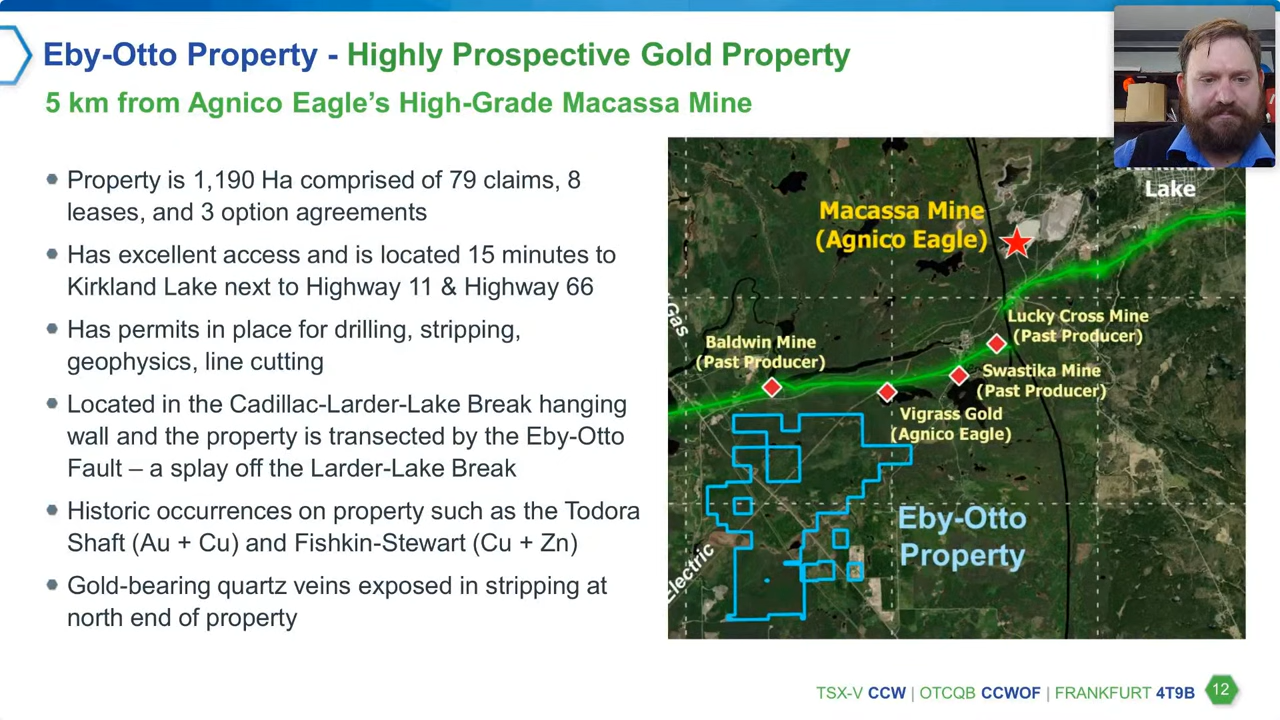 Eby-Otto Property - Highly Prospective Gold Property
5 km from Agnico Eagle’s High-Grade Macassa Mine
Property is 1,190 Ha comprised of 79 claims, 8
leases, and 3 option agreements
Has excellent access and is located 15 minutes to
Kirkland Lake next to Highway 11 & Highway 66
Has permits in place for drilling, stripping,
geophysics, line cutting
Located in the Cadillac-Larder-Lake Break hanging
wall and the property is transected by the Eby-Otto
Fault – a splay off the Larder-Lake Break
Historic occurrences on property such as the Todora
Shaft (Au + Cu) and Fishkin-Stewart (Cu + Zn)
Gold-bearing quartz veins exposed in stripping at
north end of property
Kirkland
Lake
Macassa Mine
(Agnico Eagle)
Gas
Lucky Cross Mine
(Past Producer)
Baldwin Mine
(Past Producer)
Swastika Mine
(Past Producer)
Vigrass Gold
(Agnico Eagle)
Eby-Otto
Property
Electric
TSX-V CCW | OTCQB CCWOF | FRANKFURT 4T9B
12